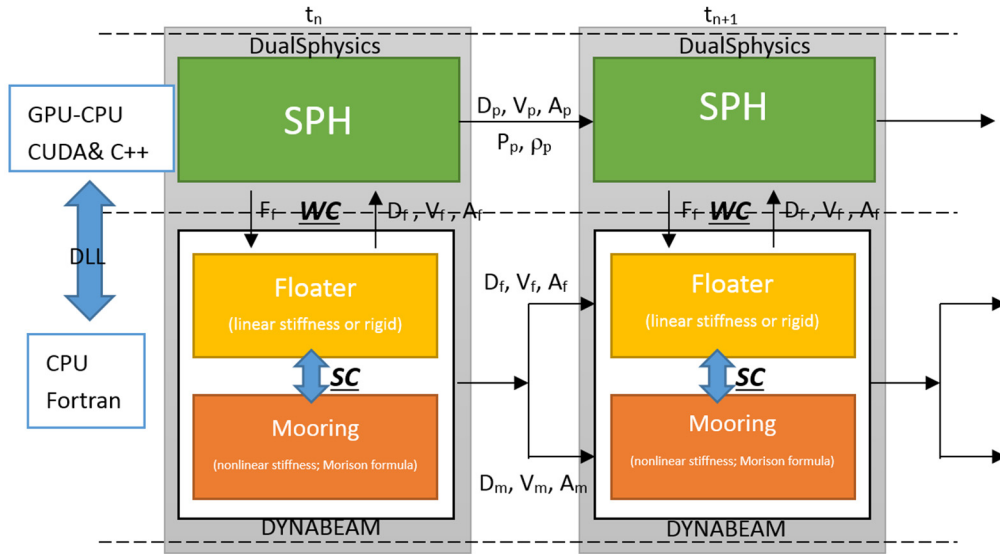 tn
tn+1
DualSphysics
DualSphysics
SPH
SPH
GPU-CPU
CUDA& C++
Dp, Vp, Ap
Pp, ρp
Ff
WC
Df, Vf, Af
Ff
WC
Df, Vf, Af
DLL
Floater
(linear stiffness or rigid)
Df, Vf, Af
Floater
(linear stiffness or rigid)
CPU
Fortran
SC
SC
Mooring
(nonlinear stiffness; Morison formula)
Mooring
(nonlinear stiffness; Morison formula)
Dm, Vm, Am
DYNABEAM
DYNABEAM